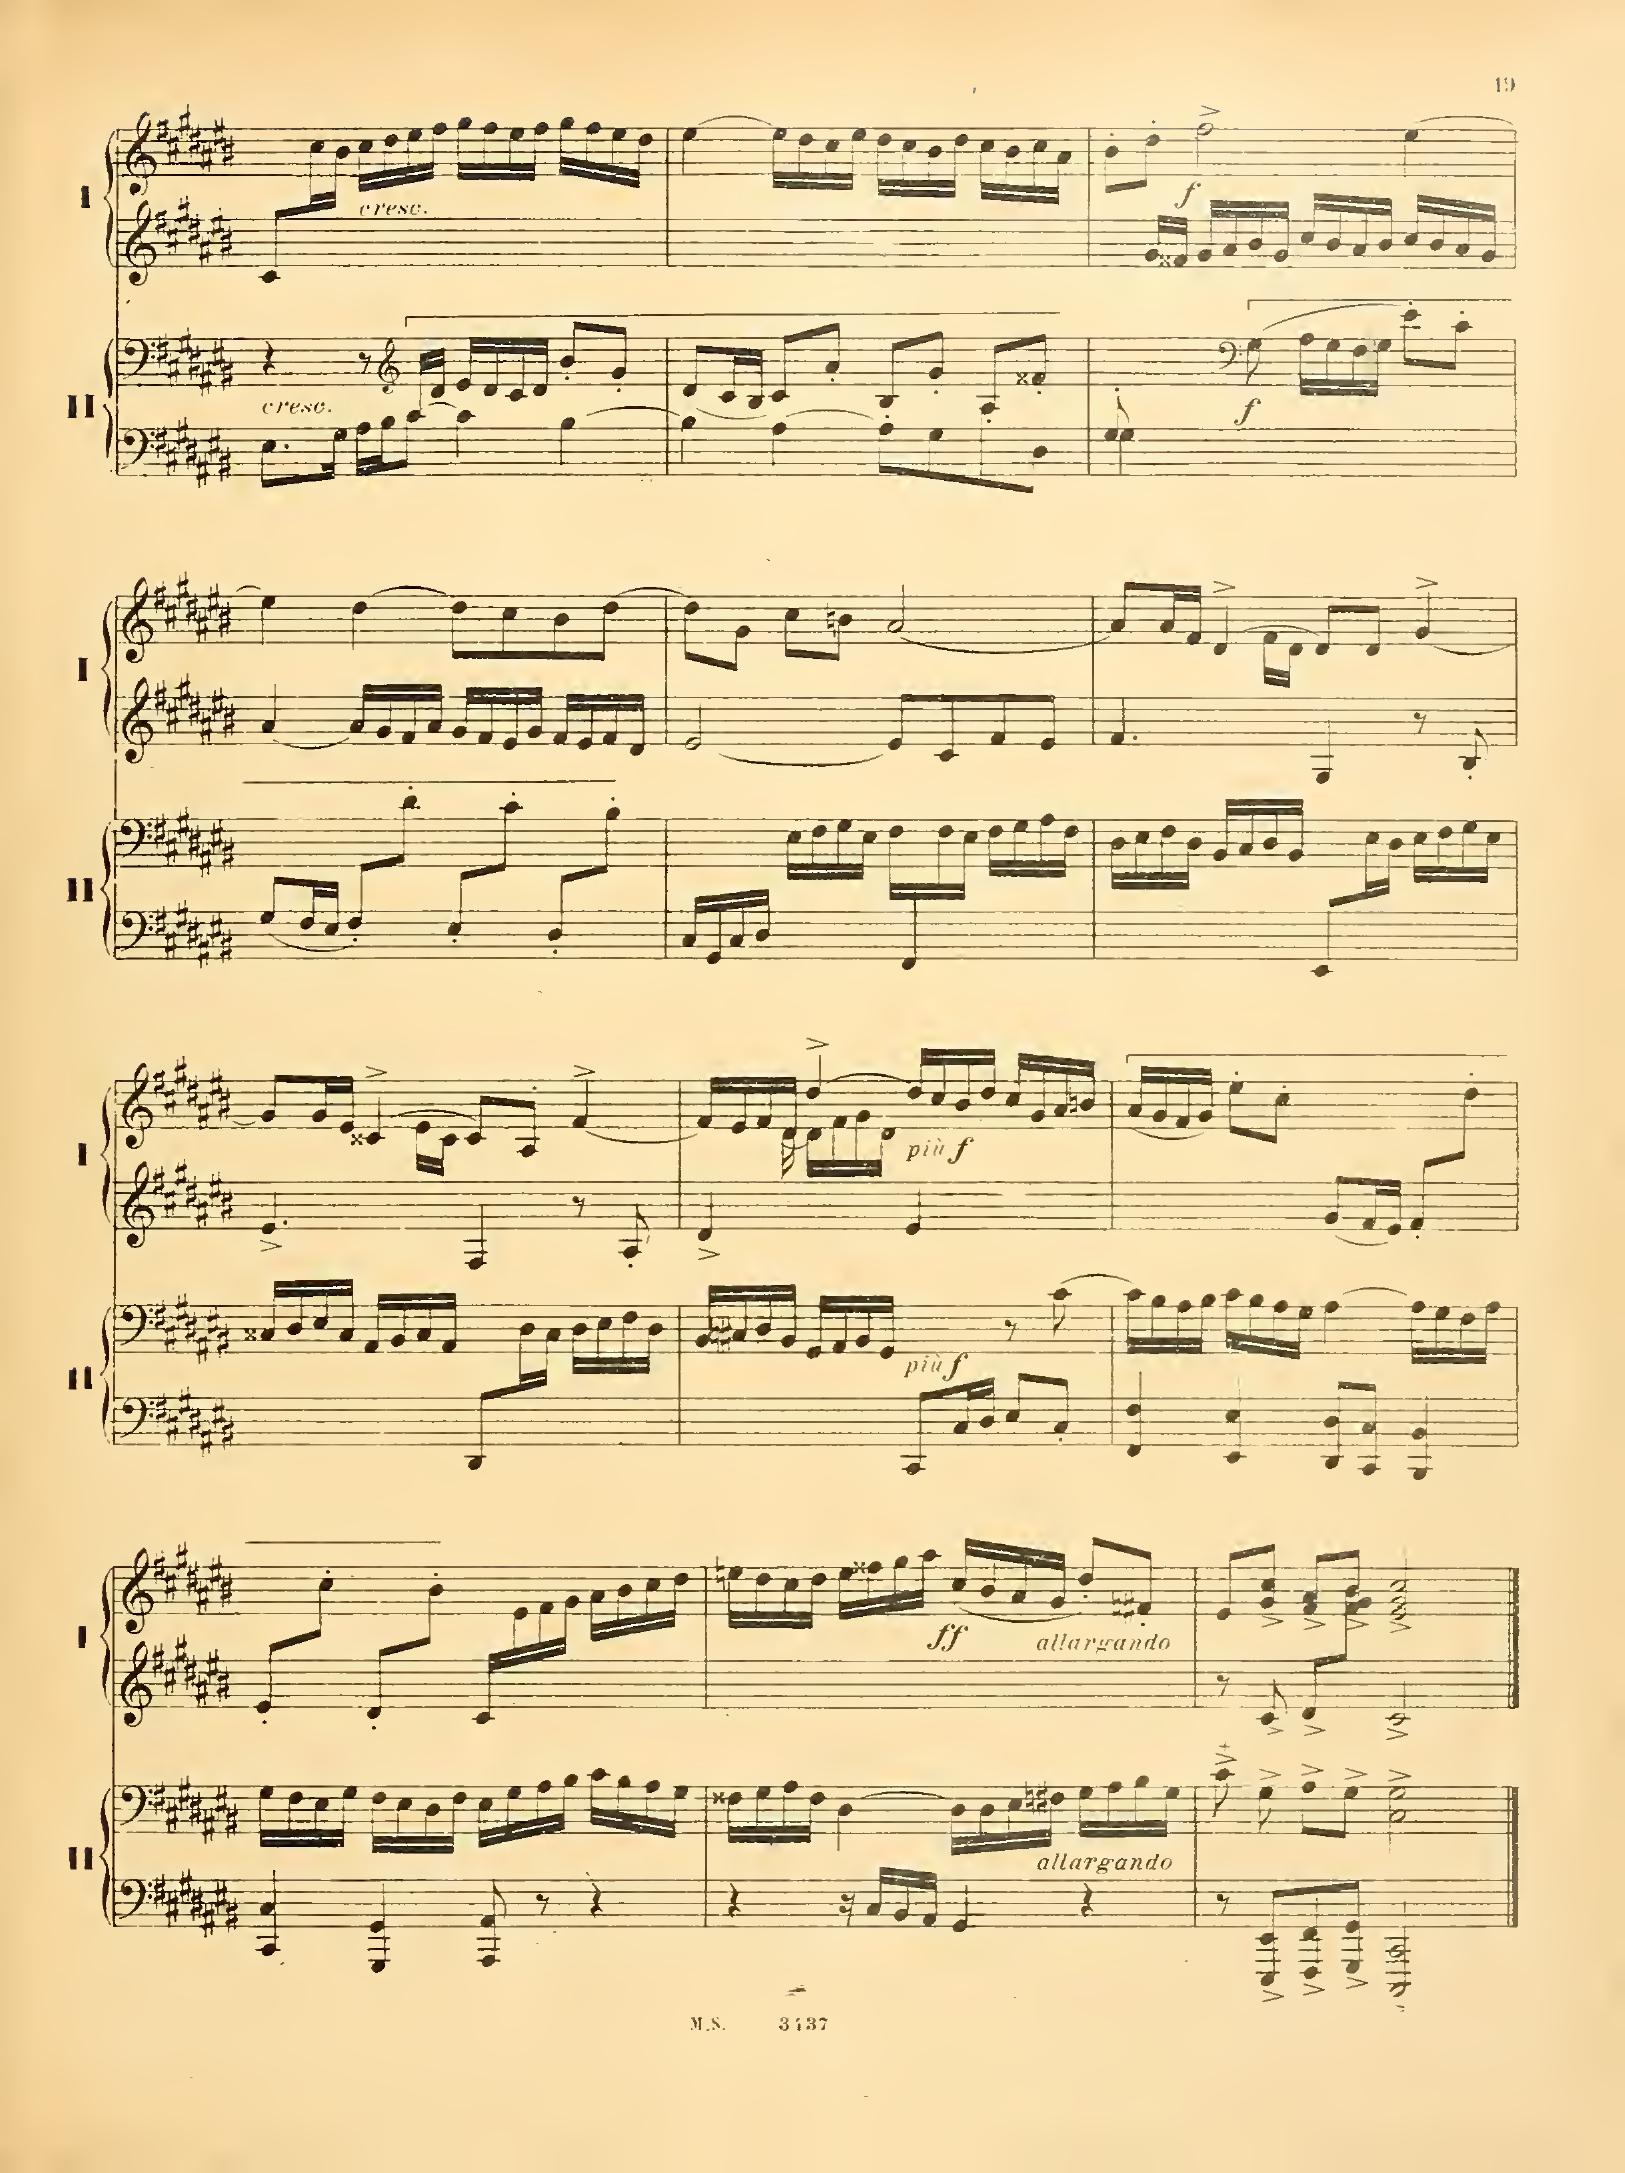 19
I
cresc.
f
II
cresc.
f
I
II
I
più f
II
più f
I
ff allargando
II
allargando
M.S. 3437